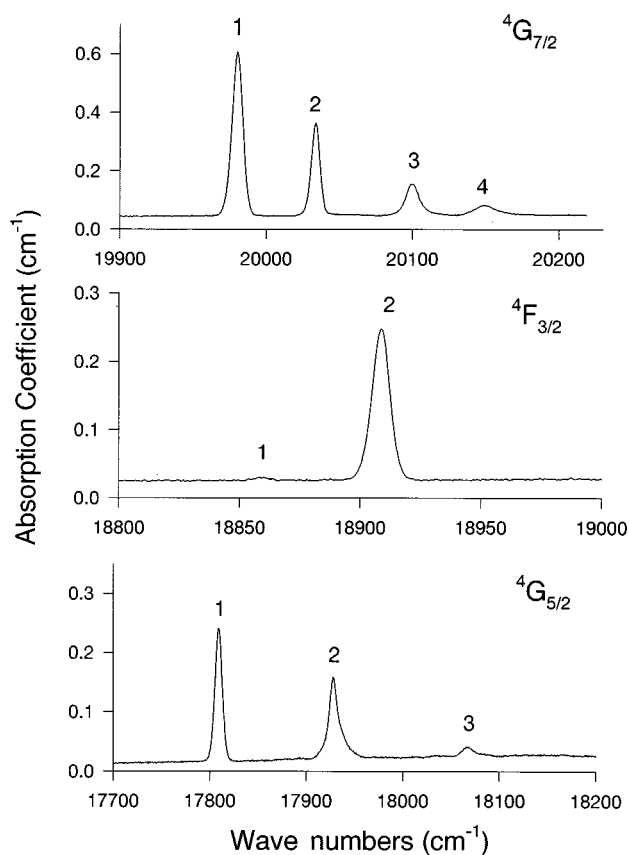 ⁴G₇/₂
1
2
3
4
0.6
0.4
0.2
0.0
19900 20000 20100 20200
⁴F₃/₂
1
2
0.3
0.2
0.1
0.0
18800 18850 18900 18950 19000
⁴G₅/₂
1
2
3
0.3
0.2
0.1
0.0
17700 17800 17900 18000 18100 18200
Absorption Coefficient (cm⁻¹)
Wave numbers (cm⁻¹)